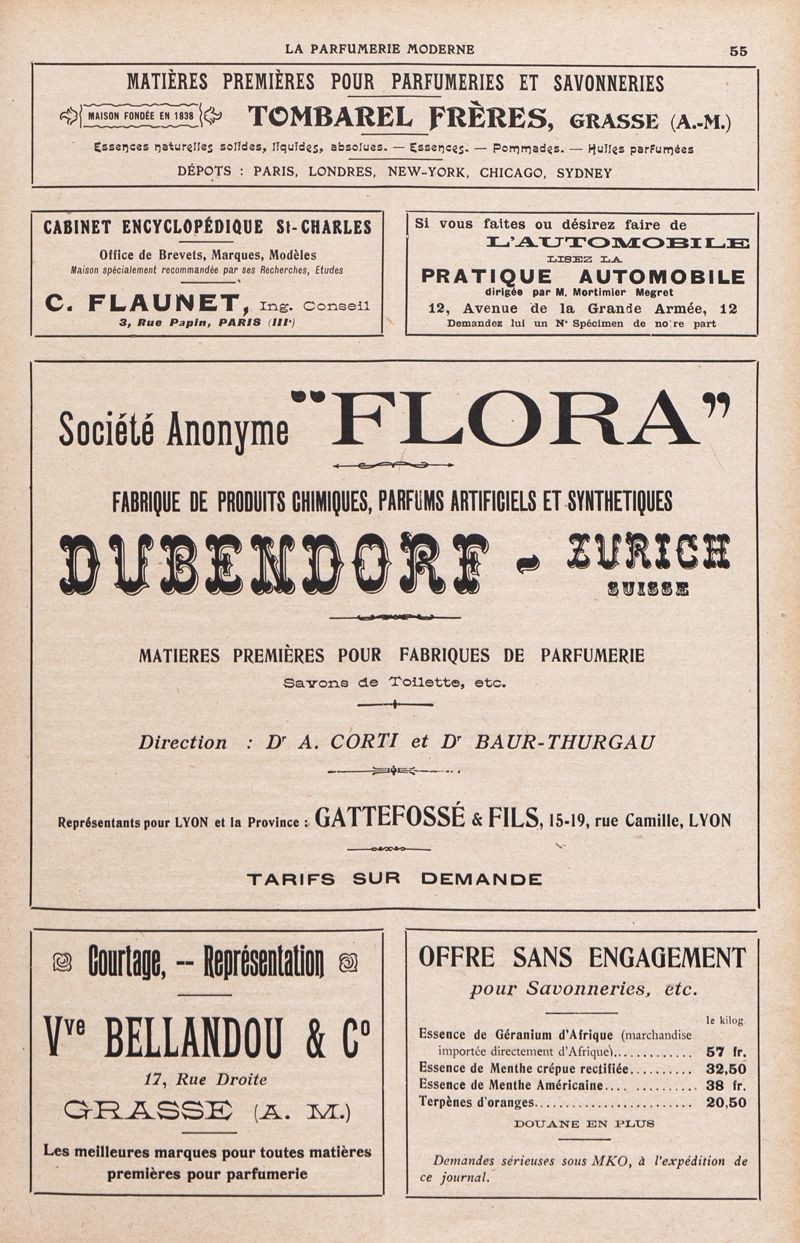 LA PARFUMERIE MODERNE
55
MATIÈRES PREMIÈRES POUR PARFUMERIES ET SAVONNERIES
MAISON FONDÉE EN 1838
TOMBAREL FRÈRES, GRASSE (A.-M.)
Essences naturelles solides, liquides, absolues. — Essences. — Pommades. — Huiles parfumées
DÉPOTS : PARIS, LONDRES, NEW-YORK, CHICAGO, SYDNEY
CABINET ENCYCLOPÉDIQUE St-CHARLES
Office de Brevets, Marques, Modèles
Maison spécialement recommandée par ses Recherches, Etudes
C. FLAUNET, Ing. Conseil
3, Rue Papin, PARIS (IIIe)
Si vous faites ou désirez faire de
L'AUTOMOBILE
LISEZ LA
PRATIQUE AUTOMOBILE
dirigée par M. Mortimier Megret
12, Avenue de la Grande Armée, 12
Demandez lui un No Spécimen de no're part
Société Anonyme "FLORA"
FABRIQUE DE PRODUITS CHIMIQUES, PARFUMS ARTIFICIELS ET SYNTHETIQUES
DUBENDORF - ZURICH
SUISSE
MATIERES PREMIÈRES POUR FABRIQUES DE PARFUMERIE
Savons de Toilette, etc.
Direction : Dr A. CORTI et Dr BAUR-THURGAU
Représentants pour LYON et la Province : GATTEFOSSÉ & FILS, 15-19, rue Camille, LYON
TARIFS SUR DEMANDE
Courtage, -- Représentation
Vve BELLANDOU & Co
17, Rue Droite
GRASSE (A. M.)
Les meilleures marques pour toutes matières
premières pour parfumerie
OFFRE SANS ENGAGEMENT
pour Savonneries, etc.
le kilog.
Essence de Géranium d'Afrique (marchandise
importée directement d'Afrique)............ 57 fr.
Essence de Menthe crépue rectifiée.......... 32,50
Essence de Menthe Américaine.... .......... 38 fr.
Terpènes d'oranges......................... 20,50
DOUANE EN PLUS
Demandes sérieuses sous MKO, à l'expédition de
ce journal.